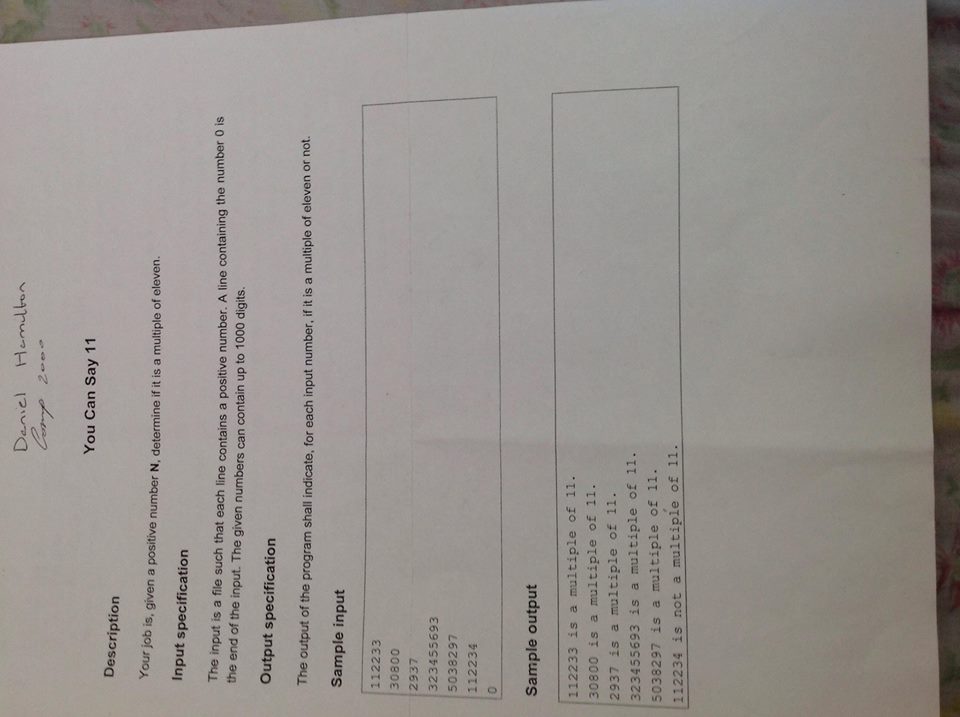 Daniel Hamilton
Comp 2000
You Can Say 11
Description
Your job is, given a positive number N, determine if it is a multiple of eleven.
Input specification
The input is a file such that each line contains a positive number. A line containing the number 0 is
the end of the input. The given numbers can contain up to 1000 digits.
Output specification
The output of the program shall indicate, for each input number, if it is a multiple of eleven or not.
Sample input
112233
30800
2937
323455693
5038297
112234
0
Sample output
112233 is a multiple of 11.
30800 is a multiple of 11.
2937 is a multiple of 11.
323455693 is a multiple of 11.
5038297 is a multiple of 11.
112234 is not a multiple of 11.